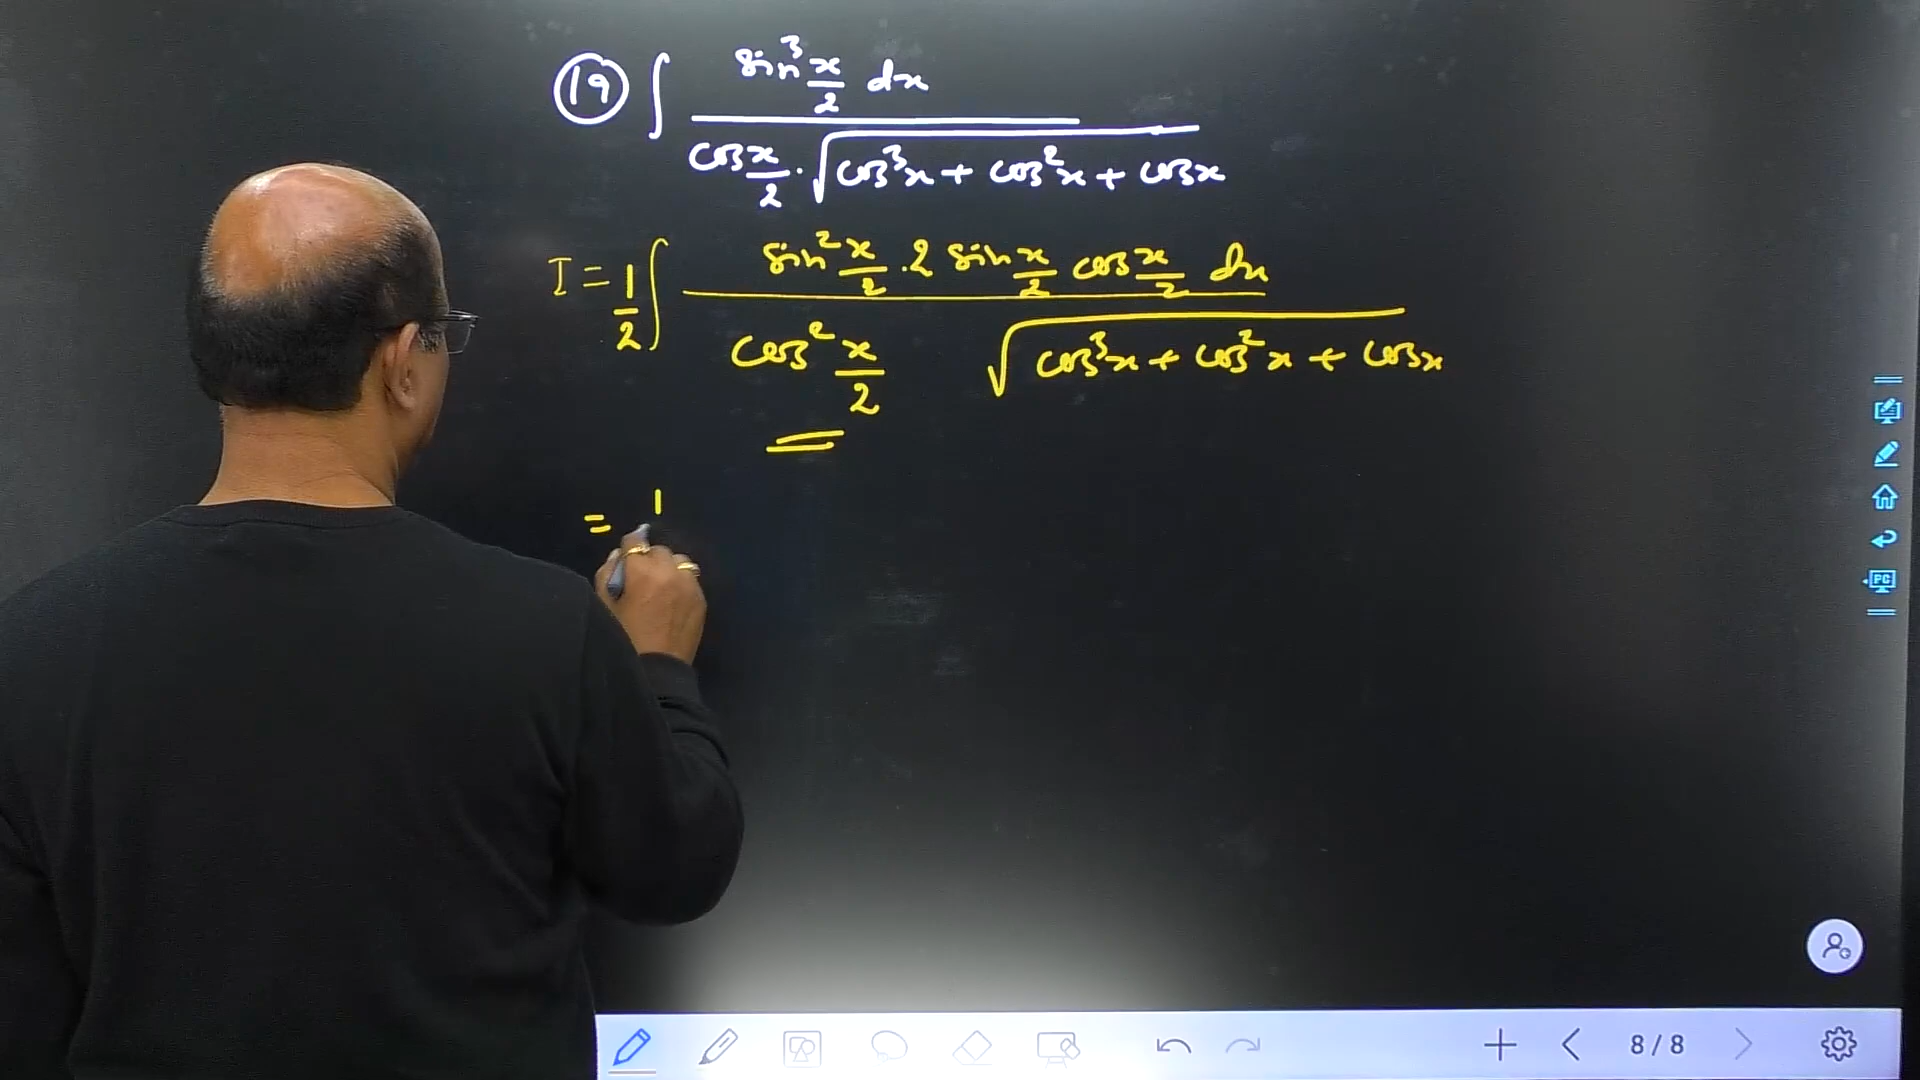 (19) ∫ sin³ x/2 dx
cos x/2 · √cos³x + cos²x + cosx
I = 1/2 ∫ sin² x/2 · 2 sin x/2 cos x/2 dx
cos² x/2 √cos³x + cos²x + cosx
= 1
PC
8/8